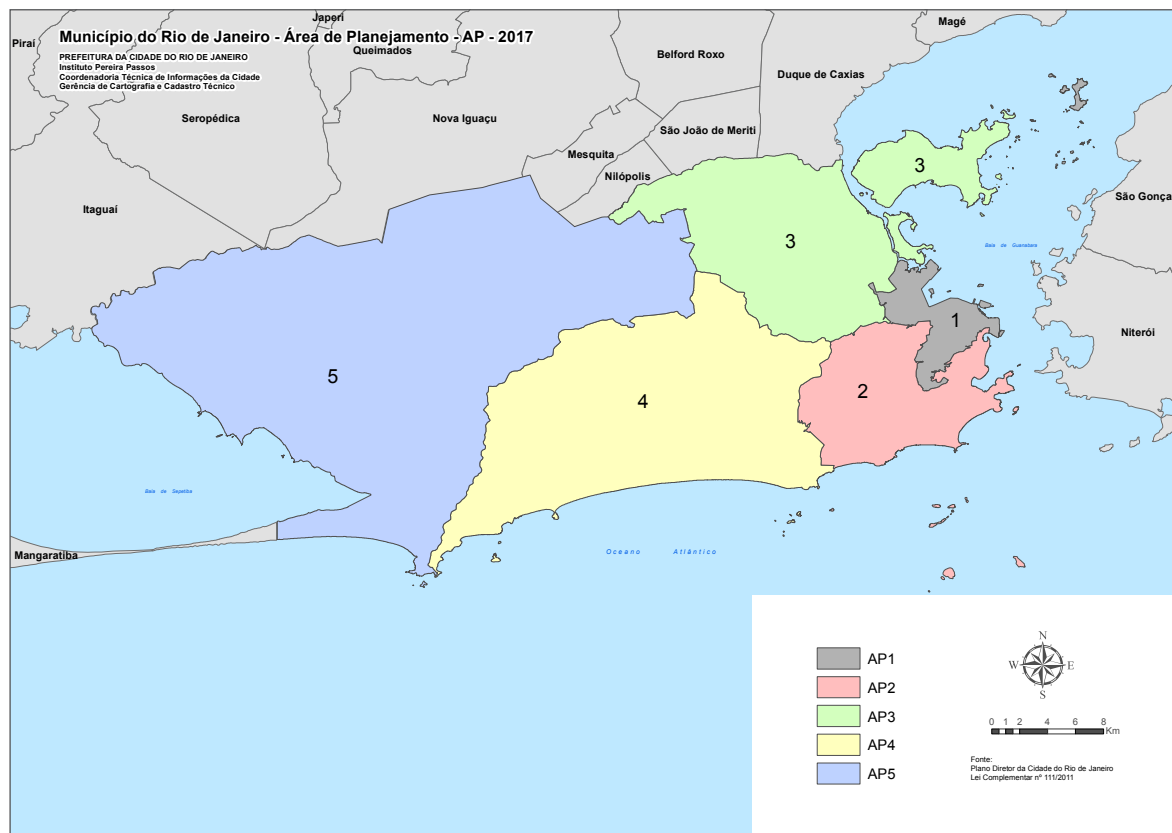 Japeri
Magé
Piraí
Município do Rio de Janeiro - Área de Planejamento - AP - 2017
Queimados
Belford Roxo
PREFEITURA DA CIDADE DO RIO DE JANEIRO
Instituto Pereira Passos
Coordenadoria Técnica de Informações da Cidade
Gerência de Cartografia e Cadastro Técnico
Duque de Caxias
Seropédica
Nova Iguaçu
São João de Meriti
Mesquita
Nilópolis
3
São Gonça
Itaguaí
3
Baía de Guanabara
1
Niterói
5
2
4
Baía de Sepetiba
Mangaratiba
Oceano Atlântico
N
W E
S
AP1
AP2
AP3
AP4
AP5
0 1 2 4 6 8
Km
Fonte:
Plano Diretor da Cidade do Rio de Janeiro
Lei Complementar nº 111/2011